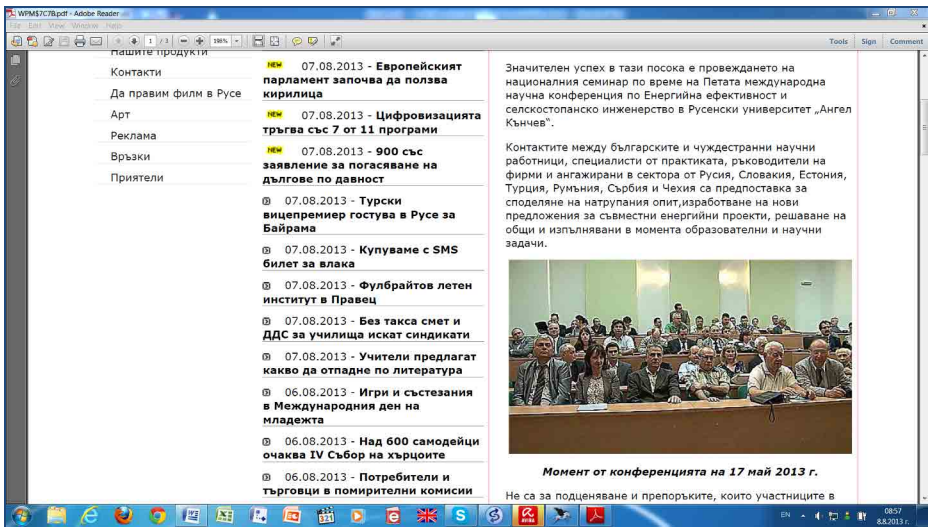 WPM$7C7B.pdf - Adobe Reader
File Edit View Window Help
1 / 3
198%
Tools Sign Comment
Нашите продукти
Контакти
Да правим филм в Русе
Арт
Реклама
Връзки
Приятели
NEW 07.08.2013 - Европейският
парламент започва да ползва
кирилица
NEW 07.08.2013 - Цифровизацията
тръгва със 7 от 11 програми
NEW 07.08.2013 - 900 със
заявление за погасяване на
дългове по давност
07.08.2013 - Турски
вицепремиер гостува в Русе за
Байрама
07.08.2013 - Купуваме с SMS
билет за влака
07.08.2013 - Фулбрайтов летен
институт в Правец
07.08.2013 - Без такса смет и
ДДС за училища искат синдикати
07.08.2013 - Учители предлагат
какво да отпадне по литература
06.08.2013 - Игри и състезания
в Международния ден на
младежта
06.08.2013 - Над 600 самодейци
очаква IV Събор на хърцоите
06.08.2013 - Потребители и
търговци в помирителни комисии
Значителен успех в тази посока е провеждането на
националния семинар по време на Петата международна
научна конференция по Енергийна ефективност и
селскостопанско инженерство в Русенски университет „Ангел
Кънчев“.
Контактите между българските и чуждестранни научни
работници, специалисти от практиката, ръководители на
фирми и ангажирани в сектора от Русия, Словакия, Естония,
Турция, Румъния, Сърбия и Чехия са предпоставка за
споделяне на натрупания опит,изработване на нови
предложения за съвместни енергийни проекти, решаване на
общи и изпълнявани в момента образователни и научни
задачи.
Момент от конференцията на 17 май 2013 г.
Не са за подценяване и препоръките, които участниците в
EN
08:57
8.8.2013 г.